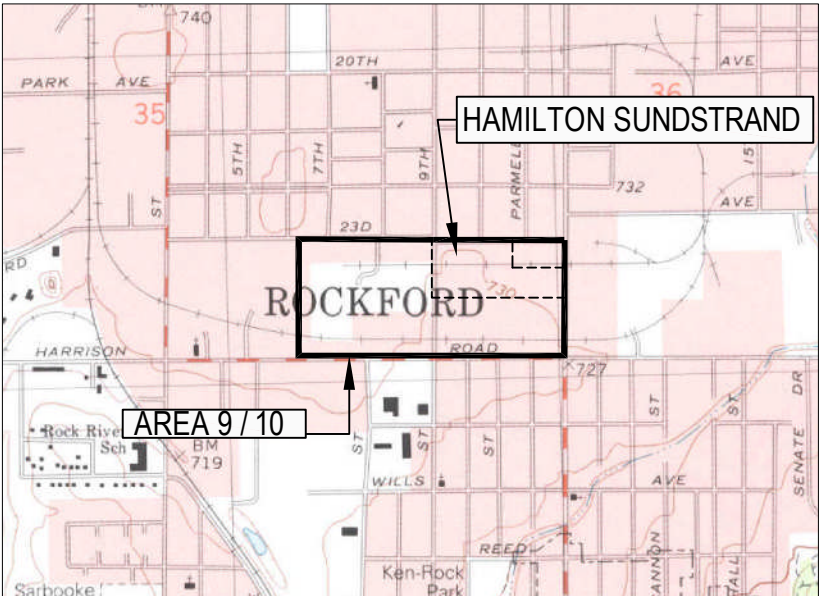 BM
740
20TH
AVE
PARK AVE
35
36
HAMILTON SUNDSTRAND
5TH
7TH
9TH
PARMELE
15
ST
732
AVE
23D
RD
730
ROCKFORD
HARRISON
ROAD
727
AREA 9 / 10
Rock River
Sch
BM
719
ST
ST
ST
ST
ST
SENATE DR
WILLS
AVE
REED
Ken-Rock
Park
Sarbooke